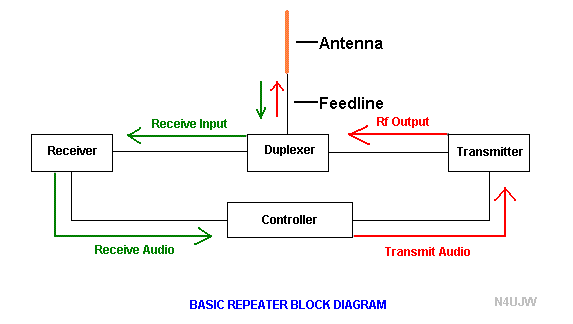 Antenna
Feedline
Receive Input
Rf Output
Receiver
Duplexer
Transmitter
Controller
Receive Audio
Transmit Audio
BASIC REPEATER BLOCK DIAGRAM
N4UJW